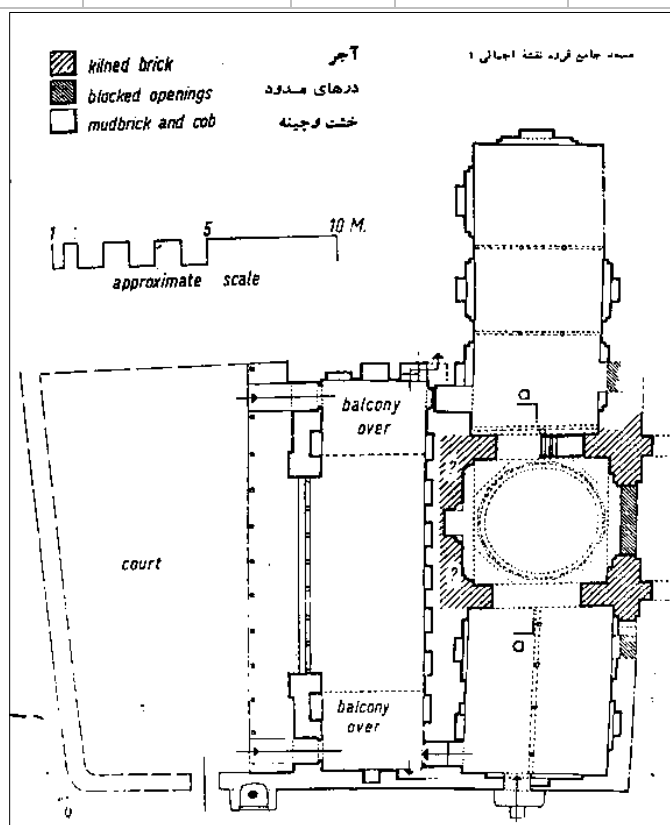 مسجد جامع قروه نقشه اجمالی ۱
kilned brick آجر
blocked openings درهای مسدود
mudbrick and cob خشت وچینه
1 5 10 M.
approximate scale
balcony
over
a
?
court
?
a
balcony
over